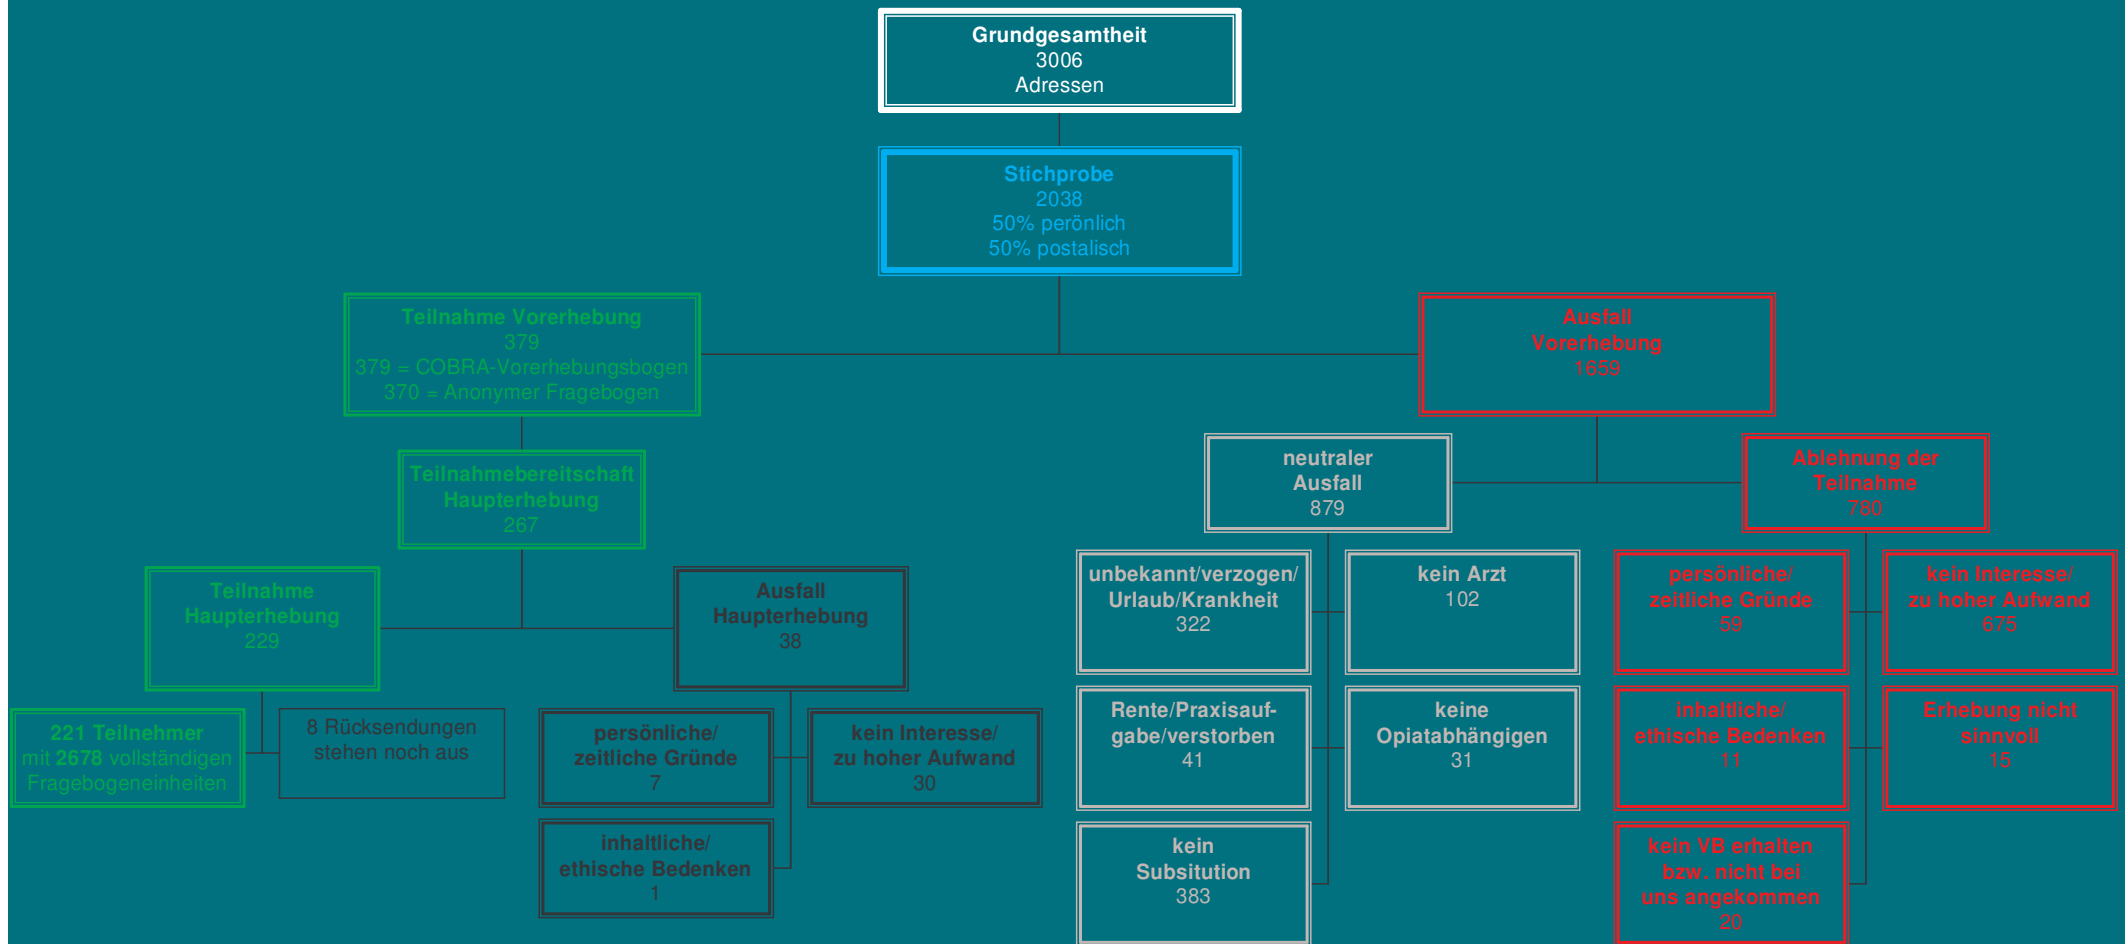 Grundgesamtheit
3006
Adressen
Stichprobe
2038
50% perönlich
50% postalisch
Teilnahme Vorerhebung
379
379 = COBRA-Vorerhebungsbogen
370 = Anonymer Fragebogen
Ausfall
Vorerhebung
1659
Teilnahmebereitschaft
Haupterhebung
267
neutraler
Ausfall
879
Ablehnung der
Teilnahme
780
Teilnahme
Haupterhebung
229
Ausfall
Haupterhebung
38
unbekannt/verzogen/
Urlaub/Krankheit
322
kein Arzt
102
persönliche/
zeitliche Gründe
59
kein Interesse/
zu hoher Aufwand
675
221 Teilnehmer
mit 2678 vollständigen
Fragebogeneinheiten
8 Rücksendungen
stehen noch aus
persönliche/
zeitliche Gründe
7
kein Interesse/
zu hoher Aufwand
30
Rente/Praxisauf-
gabe/verstorben
41
keine
Opiatabhängigen
31
inhaltliche/
ethische Bedenken
11
Erhebung nicht
sinnvoll
15
inhaltliche/
ethische Bedenken
1
kein
Subsitution
383
kein VB erhalten
bzw. nicht bei
uns angekommen
20